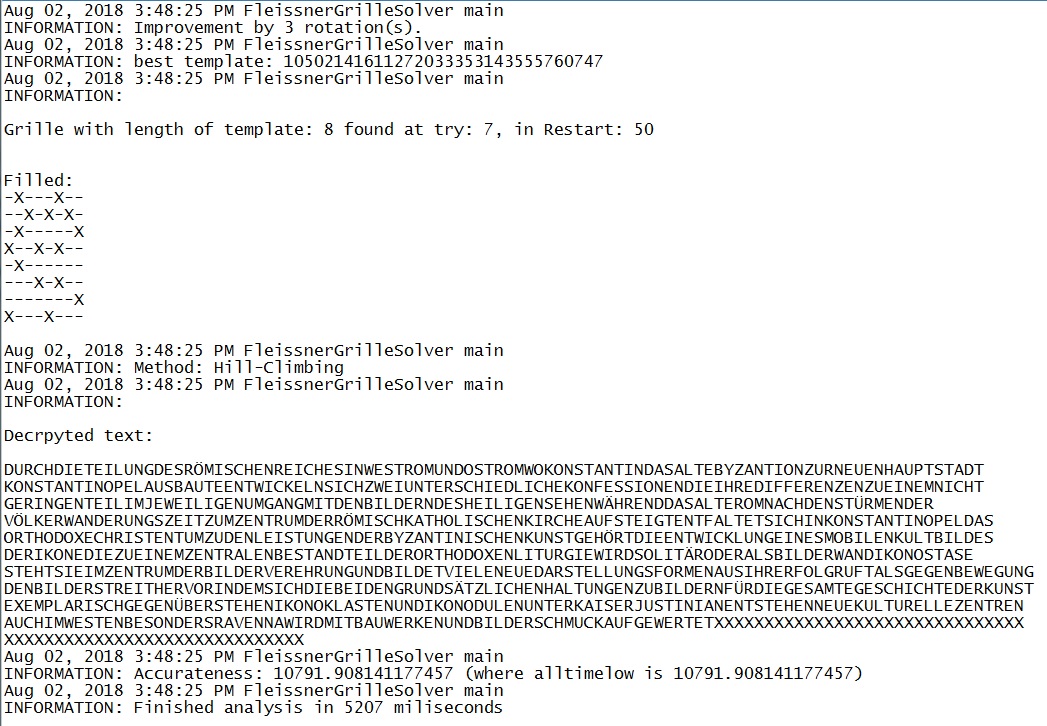 Aug 02, 2018 3:48:25 PM FleissnerGrilleSolver main
INFORMATION: Improvement by 3 rotation(s).
Aug 02, 2018 3:48:25 PM FleissnerGrilleSolver main
INFORMATION: best template: 10502141611272033353143555760747
Aug 02, 2018 3:48:25 PM FleissnerGrilleSolver main
INFORMATION:
Grille with length of template: 8 found at try: 7, in Restart: 50
Filled:
-X---X--
--X-X-X-
-X-----X
X--X-X--
-X------
---X-X--
-------X
X---X---
Aug 02, 2018 3:48:25 PM FleissnerGrilleSolver main
INFORMATION: Method: Hill-Climbing
Aug 02, 2018 3:48:25 PM FleissnerGrilleSolver main
INFORMATION:
Decrpyted text:
DURCHDIETEILUNGDESRÖMISCHENREICHESINWESTROMUNDOSTROMWOKONSTANTINDASALTEBYZANTIONZURNEUENHAUPTSTADT
KONSTANTINOPELAUSBAUTEENTWICKELNSICHZWEIUNTERSCHIEDLICHEKONFESSIONENDIEIHREDIFFERENZENZUEINEMNICHT
GERINGENTEILIMJEWEILIGENUMGANGMITDENBILDERNDESHEILIGENSEHENWÄHRENDDASALTEROMNACHDENSTÜRMENDER
VÖLKERWANDERUNGSZEITZUMZENTRUMDERRÖMISCHKATHOLISCHENKIRCHEAUFSTEIGTENTFALTETSICHINKONSTANTINOPELDAS
ORTHODOXECHRISTENTUMZUDENLEISTUNGENDERBYZANTINISCHENKUNSTGEHÖRTDIEENTWICKLUNGEINESMOBILENKULTBILDES
DERIKONEDIEZUEINEMZENTRALENBESTANDTEILDERORTHODOXENLITURGIEWIRDSOLITÄRODERALSBILDERWANDIKONOSTASE
STEHTSIEIMZENTRUMDERBILDERVEREHRUNGUNDBILDETVIELENEUEDARSTELLUNGSFORMENAUSIHRERFOLGRUFTALSGEGENBEWEGUNG
DENBILDERSTREITHERVORINDEMSICHDIEBEIDENGRUNDSÄTZLICHENHALTUNGENZUBILDERNFÜRDIEGESAMTEGESCHICHTEDERKUNST
EXEMPLARISCHGEGENÜBERSTEHENIKONOKLASTENUNDIKONODULENUNTERKAISERJUSTINIANENTSTEHENNEUEKULTURELLEZENTREN
AUCHIMWESTENBESONDERSRAVENNAWIRDMITBAUWERKENUNDBILDERSCHMUCKAUFGEWERTETXXXXXXXXXXXXXXXXXXXXXXXXXXXXXXX
XXXXXXXXXXXXXXXXXXXXXXXXXXXXXX
Aug 02, 2018 3:48:25 PM FleissnerGrilleSolver main
INFORMATION: Accurateness: 10791.908141177457 (where alltimelow is 10791.908141177457)
Aug 02, 2018 3:48:25 PM FleissnerGrilleSolver main
INFORMATION: Finished analysis in 5207 miliseconds